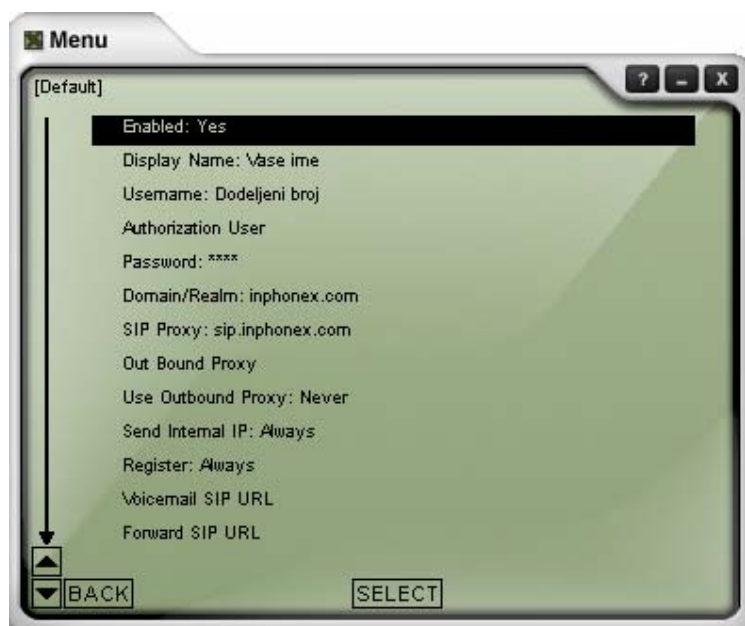 Menu
[Default]
? - X
Enabled: Yes
Display Name: Vase ime
Username: Dodeljeni broj
Authorization User
Password: ****
Domain/Realm: inphonex.com
SIP Proxy: sip.inphonex.com
Out Bound Proxy
Use Outbound Proxy: Never
Send Internal IP: Always
Register: Always
Voicemail SIP URL
Forward SIP URL
BACK SELECT